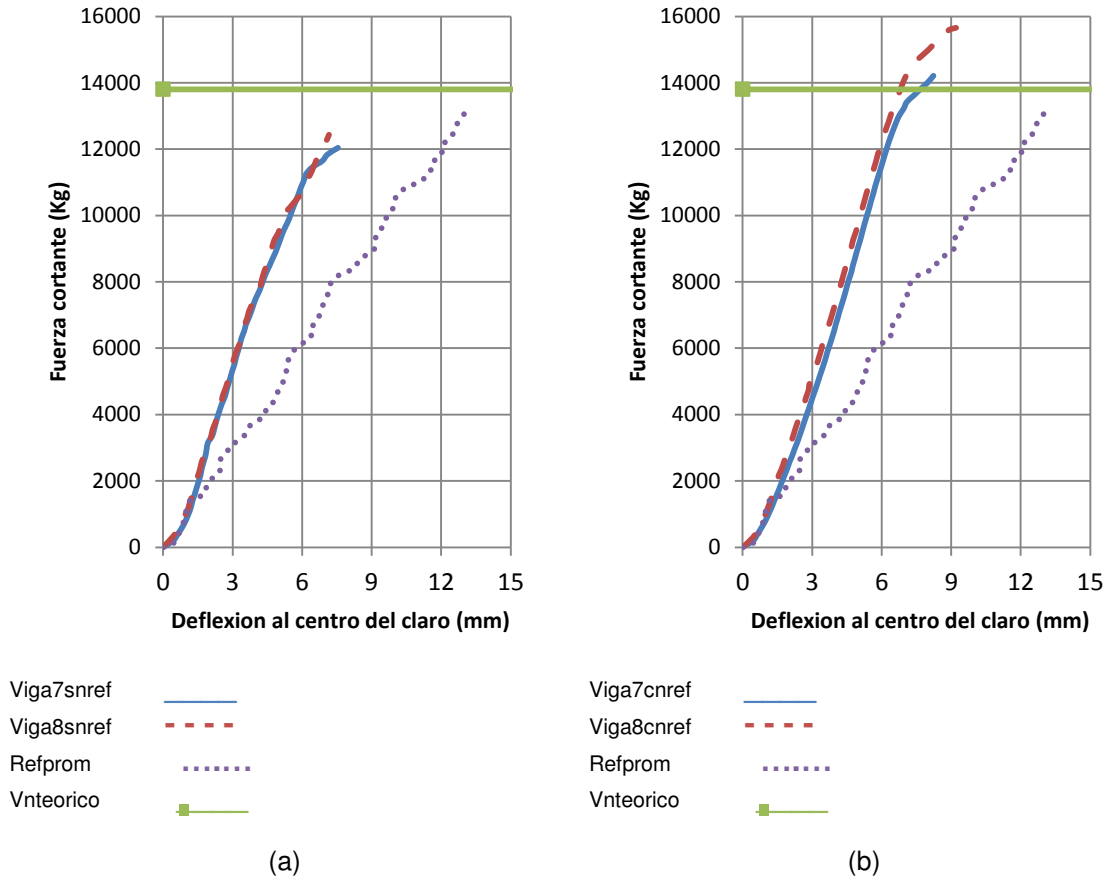 16000
14000
12000
10000
8000
6000
4000
2000
0
Fuerza cortante (Kg)
0 3 6 9 12 15
Deflexion al centro del claro (mm)
Viga7snref
Viga8snref
Refprom
Vnteorico
(a)
16000
14000
12000
10000
8000
6000
4000
2000
0
Fuerza cortante (Kg)
0 3 6 9 12 15
Deflexion al centro del claro (mm)
Viga7cnref
Viga8cnref
Refprom
Vnteorico
(b)